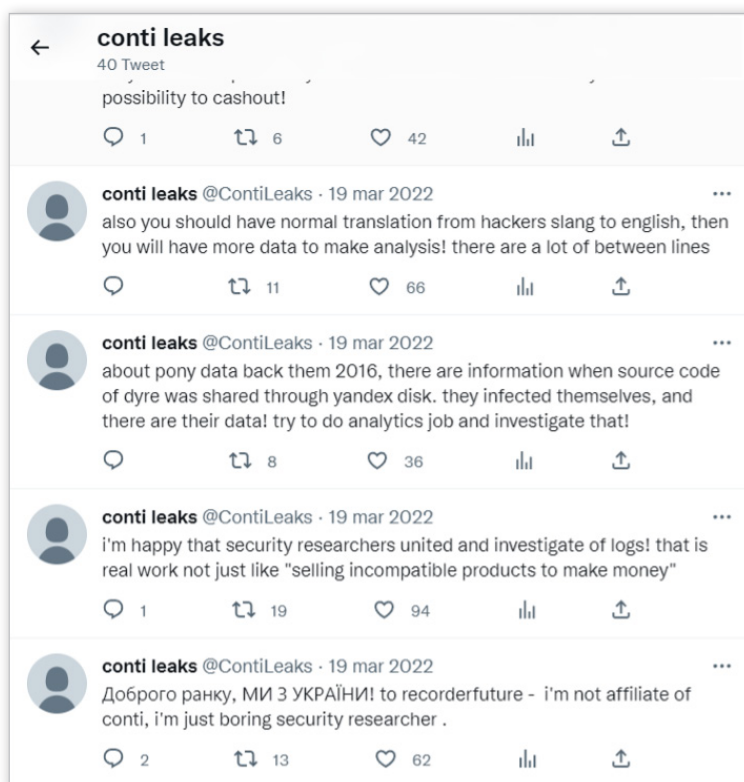 conti leaks
40 Tweet
possibility to cashout!
1 6 42
conti leaks @ContiLeaks · 19 mar 2022
also you should have normal translation from hackers slang to english, then
you will have more data to make analysis! there are a lot of between lines
11 66
conti leaks @ContiLeaks · 19 mar 2022
about pony data back them 2016, there are information when source code
of dyre was shared through yandex disk. they infected themselves, and
there are their data! try to do analytics job and investigate that!
8 36
conti leaks @ContiLeaks · 19 mar 2022
i'm happy that security researchers united and investigate of logs! that is
real work not just like "selling incompatible products to make money"
1 19 94
conti leaks @ContiLeaks · 19 mar 2022
Доброго ранку, МИ З УКРАЇНИ! to recorderfuture - i'm not affiliate of
conti, i'm just boring security researcher .
2 13 62